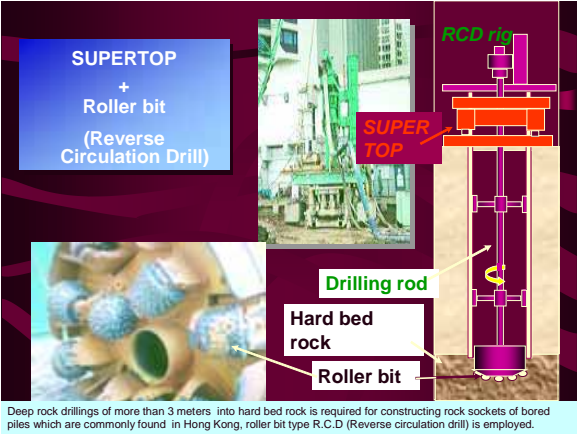 SUPERTOP
+
Roller bit
(Reverse
Circulation Drill)
RCD rig
SUPER
TOP
Drilling rod
Hard bed
rock
Roller bit
Deep rock drillings of more than 3 meters into hard bed rock is required for constructing rock sockets of bored
piles which are commonly found in Hong Kong, roller bit type R.C.D (Reverse circulation drill) is employed.